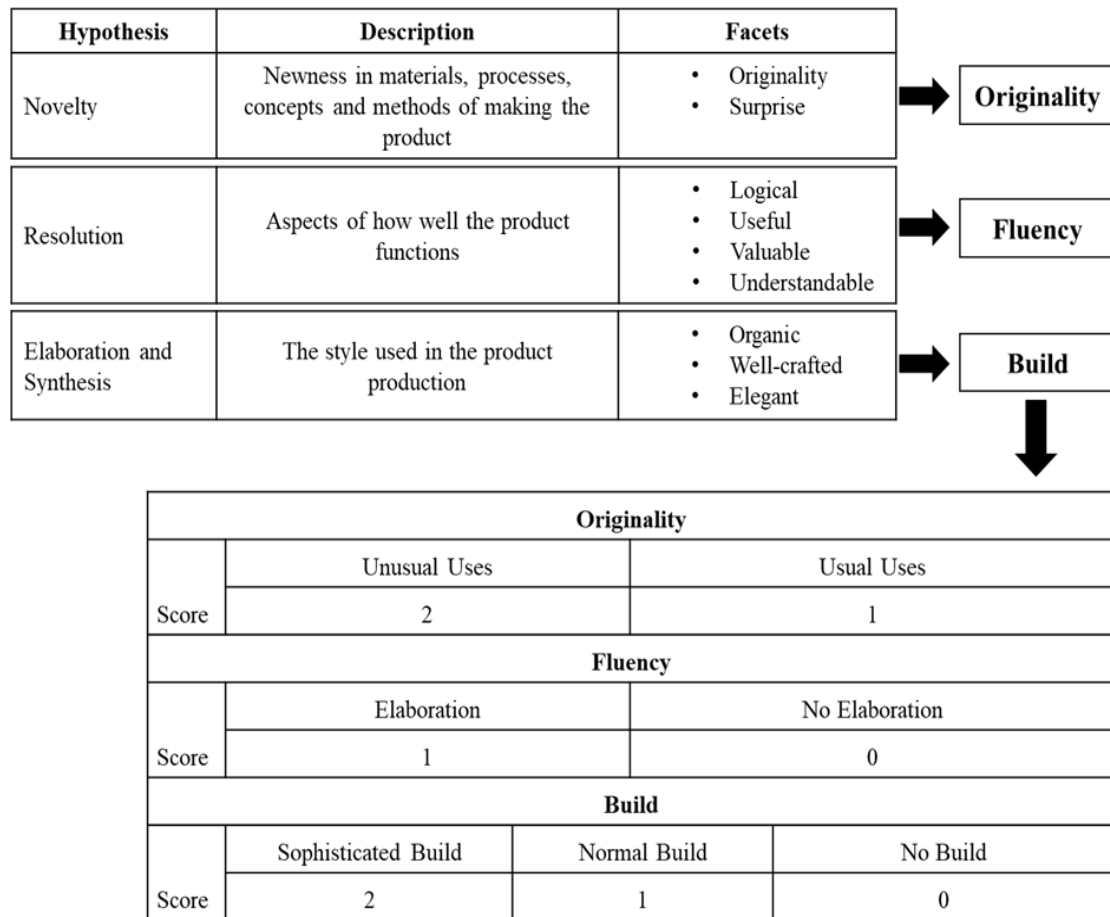 Hypothesis Description Facets
Novelty
Newness in materials, processes,
concepts and methods of making the
product
• Originality
• Surprise
Originality
Resolution
Aspects of how well the product
functions
• Logical
• Useful
• Valuable
• Understandable
Fluency
Elaboration and
Synthesis
The style used in the product
production
• Organic
• Well-crafted
• Elegant
Build
Originality
Unusual Uses Usual Uses
Score 2 1
Fluency
Elaboration No Elaboration
Score 1 0
Build
Sophisticated Build Normal Build No Build
Score 2 1 0